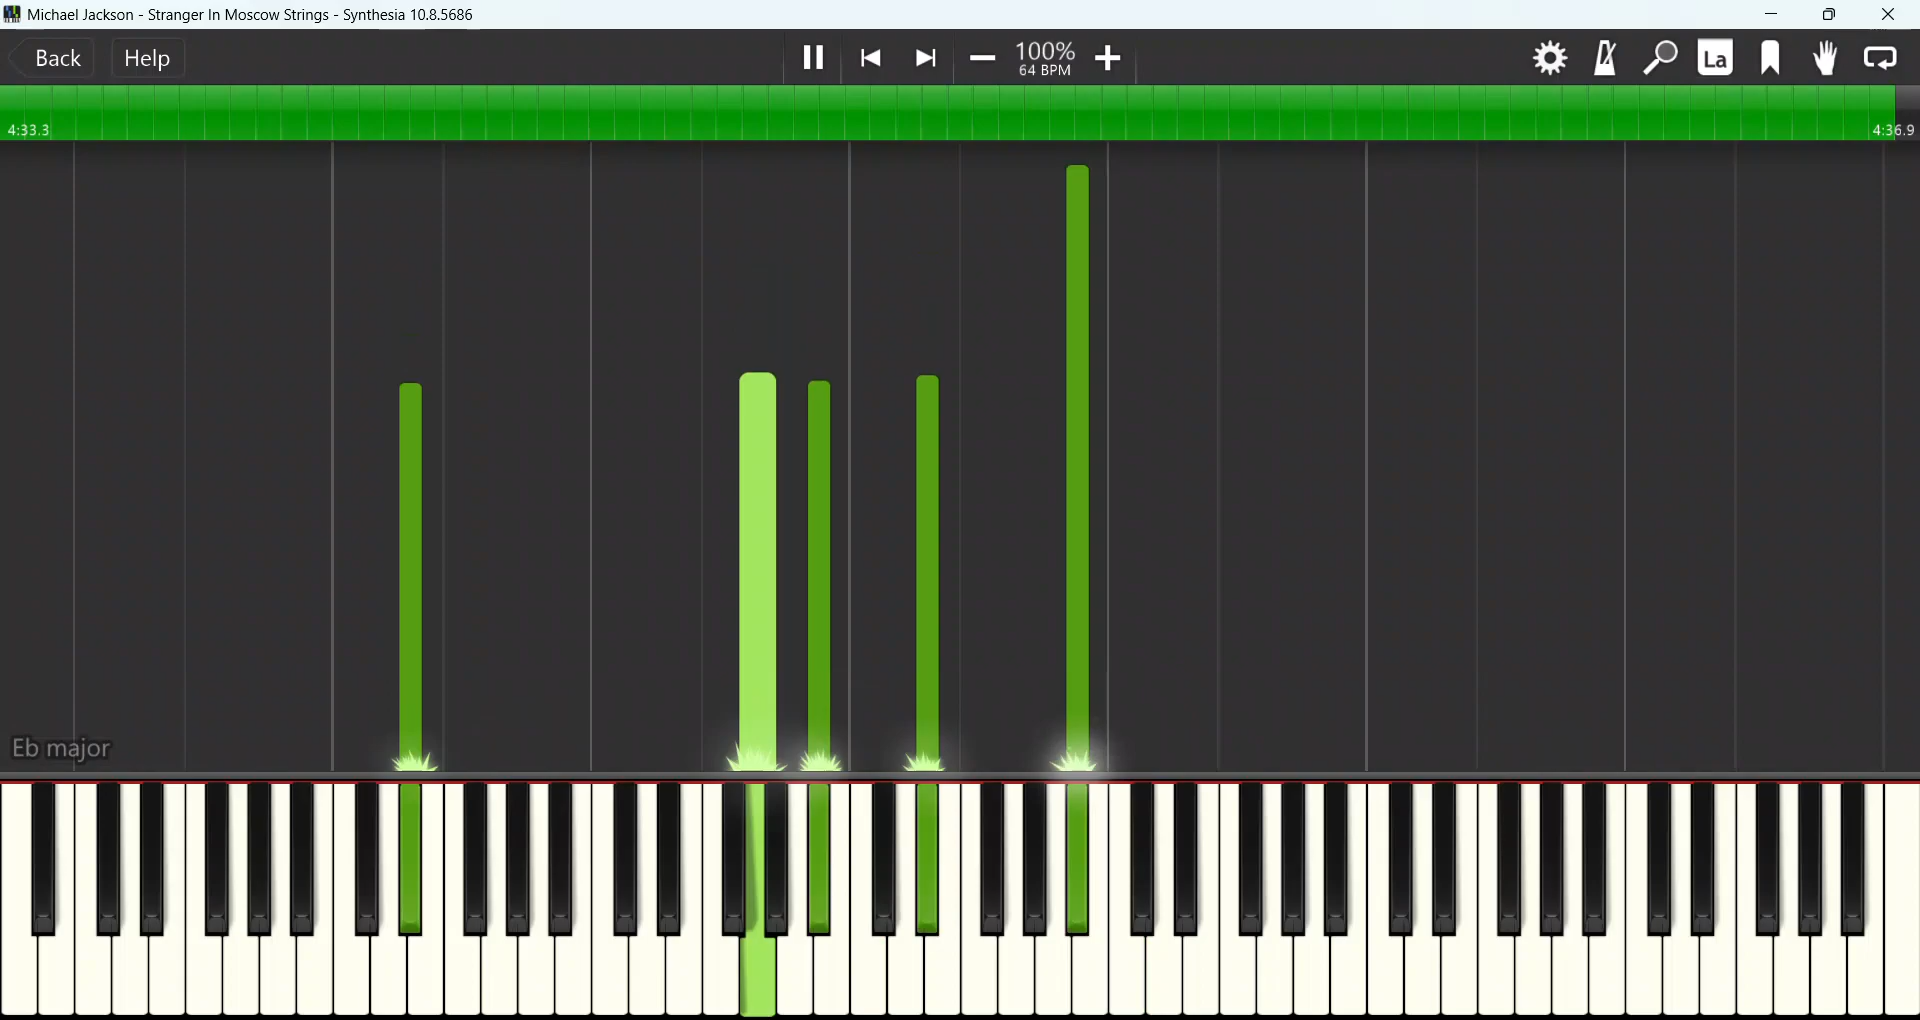 Michael Jackson - Stranger In Moscow Strings - Synthesia 10.8.5686
Back
Help
100%
64 BPM
La
4:33.3
4:36.9
Eb major